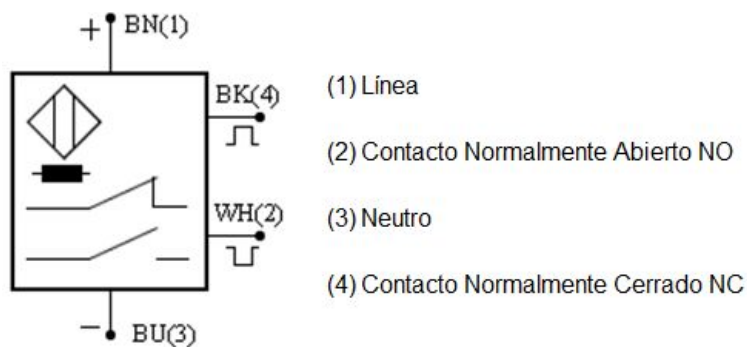 + BN(1)
BK(4)
WH(2)
− BU(3)
(1) Línea
(2) Contacto Normalmente Abierto NO
(3) Neutro
(4) Contacto Normalmente Cerrado NC